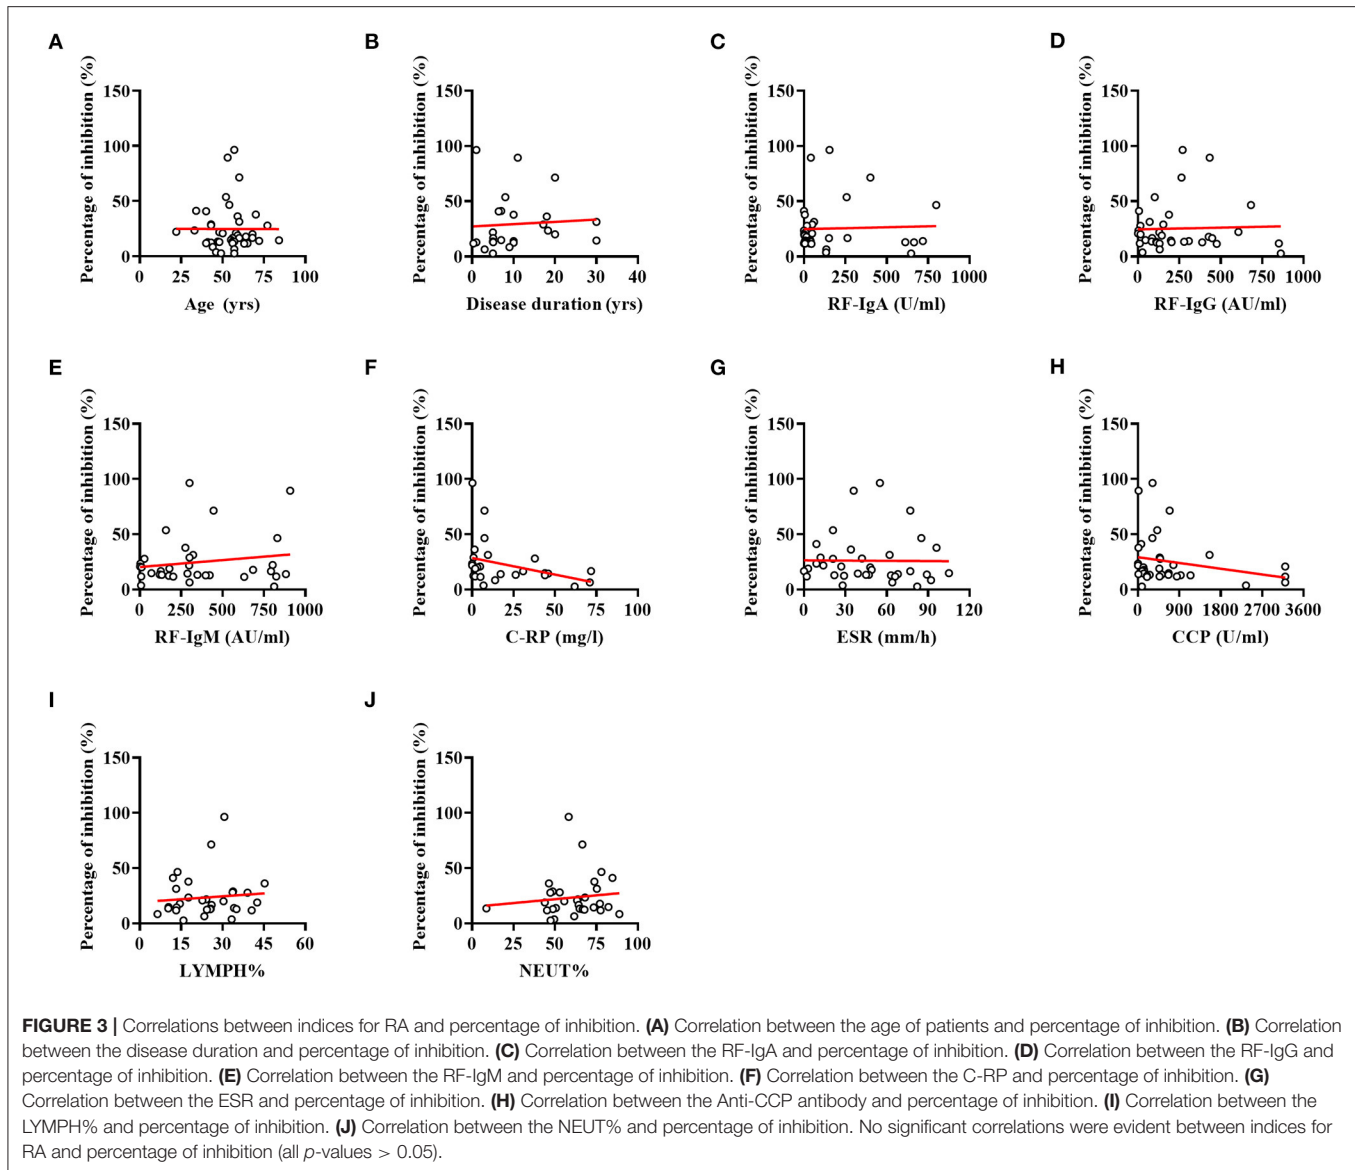 A B C D
Percentage of inhibition (%) Percentage of inhibition (%) Percentage of inhibition (%) Percentage of inhibition (%)
150 150 150 150
100 100 100 100
50 50 50 50
0 0 0 0
0 25 50 75 100 0 10 20 30 40 0 250 500 750 1000 0 250 500 750 1000
Age (yrs) Disease duration (yrs) RF-IgA (U/ml) RF-IgG (AU/ml)
E F G H
Percentage of inhibition (%) Percentage of inhibition (%) Percentage of inhibition (%) Percentage of inhibition (%)
150 150 150 150
100 100 100 100
50 50 50 50
0 0 0 0
0 250 500 750 1000 0 25 50 75 100 0 30 60 90 120 0 900 1800 2700 3600
RF-IgM (AU/ml) C-RP (mg/l) ESR (mm/h) CCP (U/ml)
I J
Percentage of inhibition (%) Percentage of inhibition (%)
150 150
100 100
50 50
0 0
0 15 30 45 60 0 25 50 75 100
LYMPH% NEUT%
FIGURE 3 | Correlations between indices for RA and percentage of inhibition. (A) Correlation between the age of patients and percentage of inhibition. (B) Correlation
between the disease duration and percentage of inhibition. (C) Correlation between the RF-IgA and percentage of inhibition. (D) Correlation between the RF-IgG and
percentage of inhibition. (E) Correlation between the RF-IgM and percentage of inhibition. (F) Correlation between the C-RP and percentage of inhibition. (G)
Correlation between the ESR and percentage of inhibition. (H) Correlation between the Anti-CCP antibody and percentage of inhibition. (I) Correlation between the
LYMPH% and percentage of inhibition. (J) Correlation between the NEUT% and percentage of inhibition. No significant correlations were evident between indices for
RA and percentage of inhibition (all p-values > 0.05).